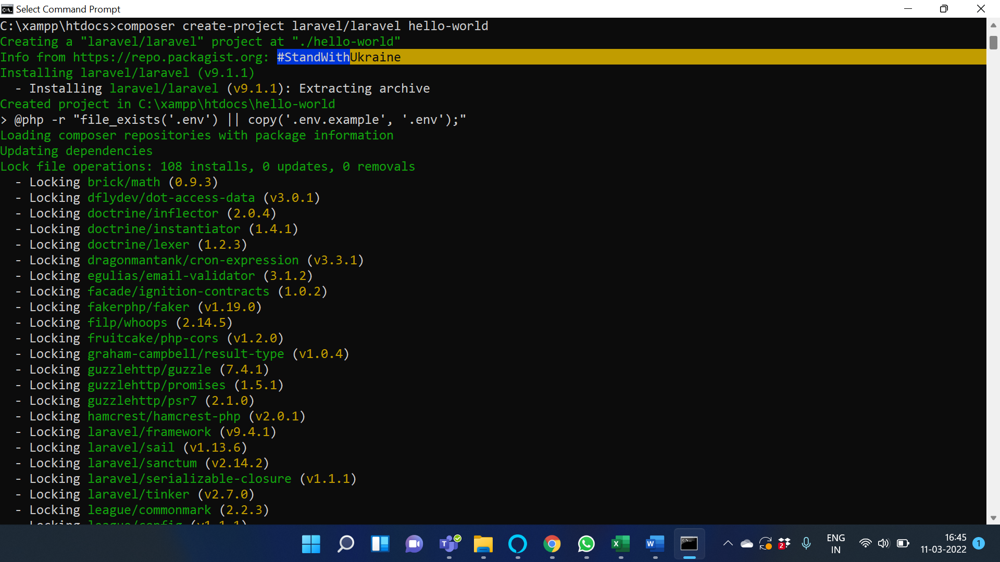 Select Command Prompt
C:\xampp\htdocs>composer create-project laravel/laravel hello-world
Creating a "laravel/laravel" project at "./hello-world"
Info from https://repo.packagist.org: #StandWithUkraine
Installing laravel/laravel (v9.1.1)
  - Installing laravel/laravel (v9.1.1): Extracting archive
Created project in C:\xampp\htdocs\hello-world
> @php -r "file_exists('.env') || copy('.env.example', '.env');"
Loading composer repositories with package information
Updating dependencies
Lock file operations: 108 installs, 0 updates, 0 removals
  - Locking brick/math (0.9.3)
  - Locking dflydev/dot-access-data (v3.0.1)
  - Locking doctrine/inflector (2.0.4)
  - Locking doctrine/instantiator (1.4.1)
  - Locking doctrine/lexer (1.2.3)
  - Locking dragonmantank/cron-expression (v3.3.1)
  - Locking egulias/email-validator (3.1.2)
  - Locking facade/ignition-contracts (1.0.2)
  - Locking fakerphp/faker (v1.19.0)
  - Locking filp/whoops (2.14.5)
  - Locking fruitcake/php-cors (v1.2.0)
  - Locking graham-campbell/result-type (v1.0.4)
  - Locking guzzlehttp/guzzle (7.4.1)
  - Locking guzzlehttp/promises (1.5.1)
  - Locking guzzlehttp/psr7 (2.1.0)
  - Locking hamcrest/hamcrest-php (v2.0.1)
  - Locking laravel/framework (v9.4.1)
  - Locking laravel/sail (v1.13.6)
  - Locking laravel/sanctum (v2.14.2)
  - Locking laravel/serializable-closure (v1.1.1)
  - Locking laravel/tinker (v2.7.0)
  - Locking league/commonmark (2.2.3)
  - Locking league/config (v1.1.1)
ENG
IN
16:45
11-03-2022
1
2